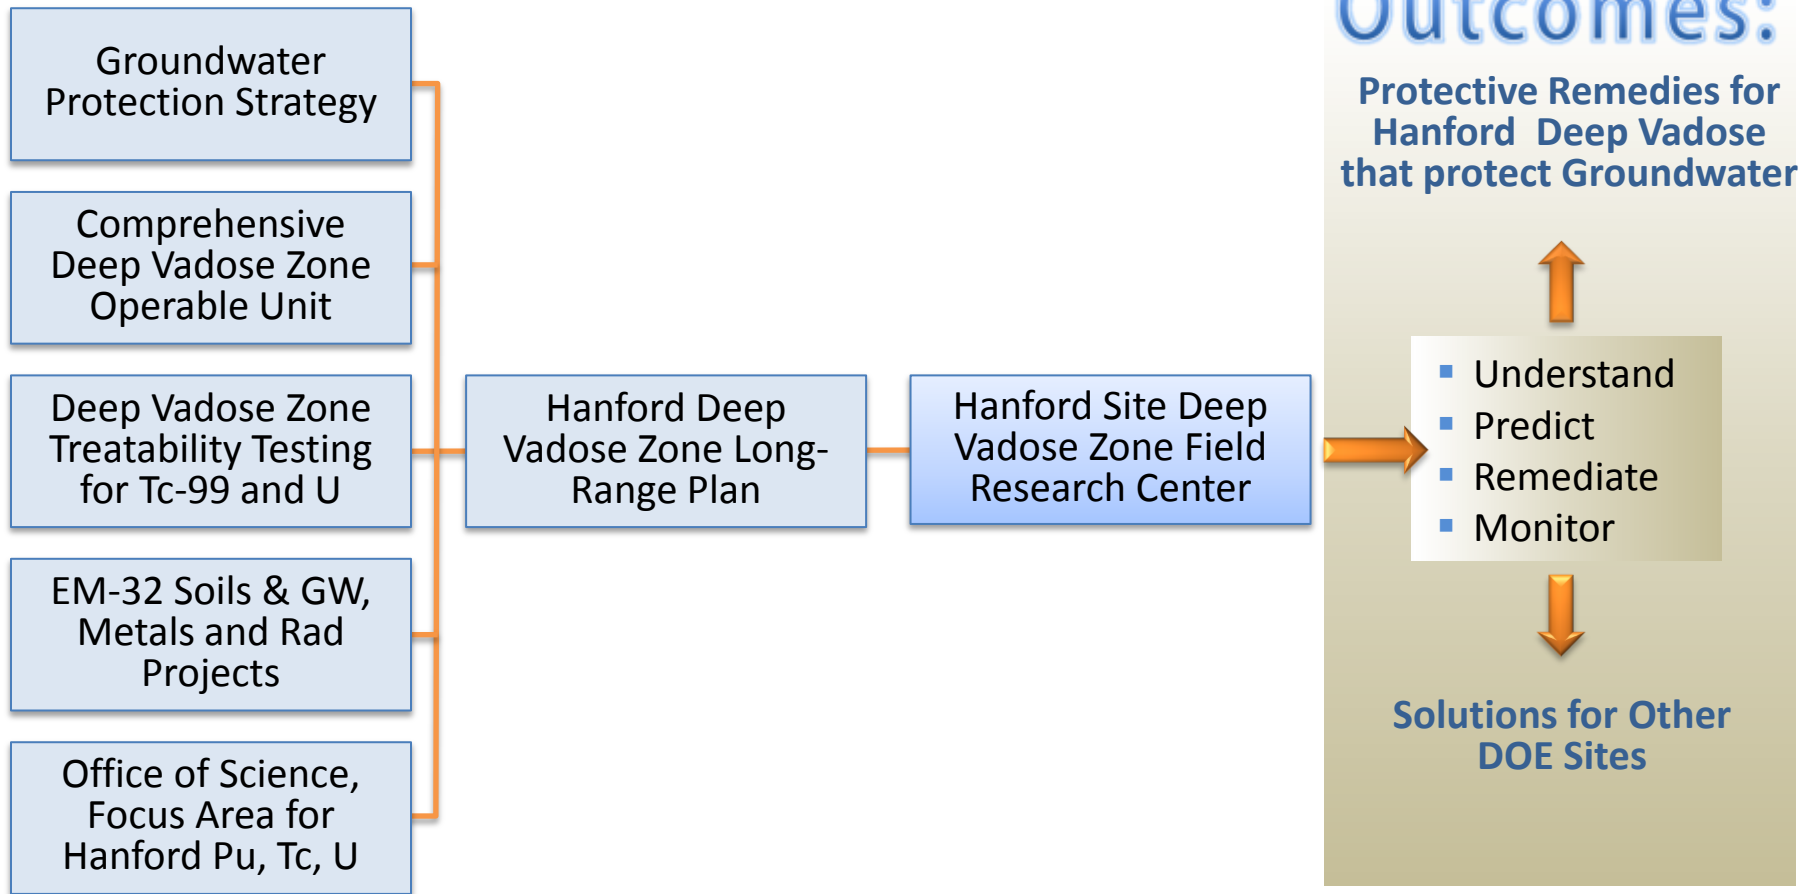 Groundwater
Protection Strategy
Comprehensive
Deep Vadose Zone
Operable Unit
Deep Vadose Zone
Treatability Testing
for Tc-99 and U
EM-32 Soils & GW,
Metals and Rad
Projects
Office of Science,
Focus Area for
Hanford Pu, Tc, U
Hanford Deep
Vadose Zone Long-
Range Plan
Hanford Site Deep
Vadose Zone Field
Research Center
Outcomes:
Protective Remedies for
Hanford Deep Vadose
that protect Groundwater
▪ Understand
▪ Predict
▪ Remediate
▪ Monitor
Solutions for Other
DOE Sites